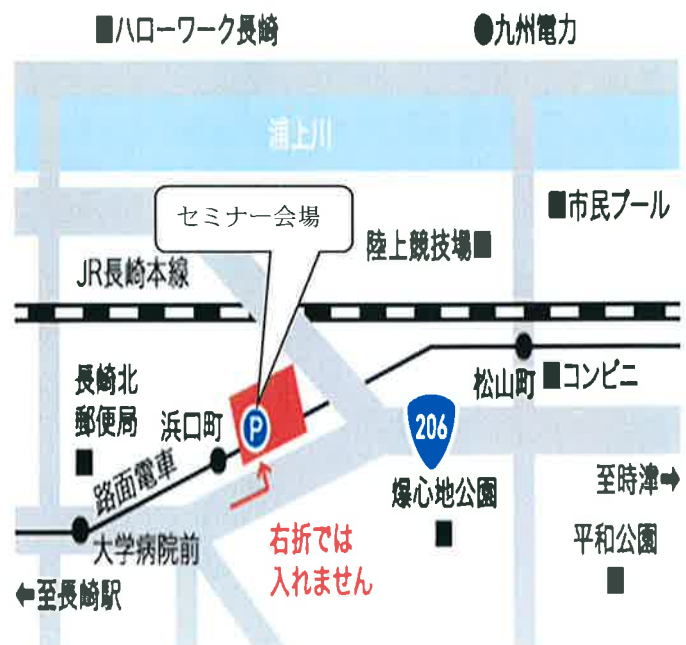 ■ハローワーク長崎
●九州電力
浦上川
セミナー会場
■市民プール
陸上競技場■
JR長崎本線
長崎北
郵便局
浜口町
P
松山町
■コンビニ
206
路面電車
大学病院前
爆心地公園
至時津➡
右折では
入れません
平和公園
⬅至長崎駅